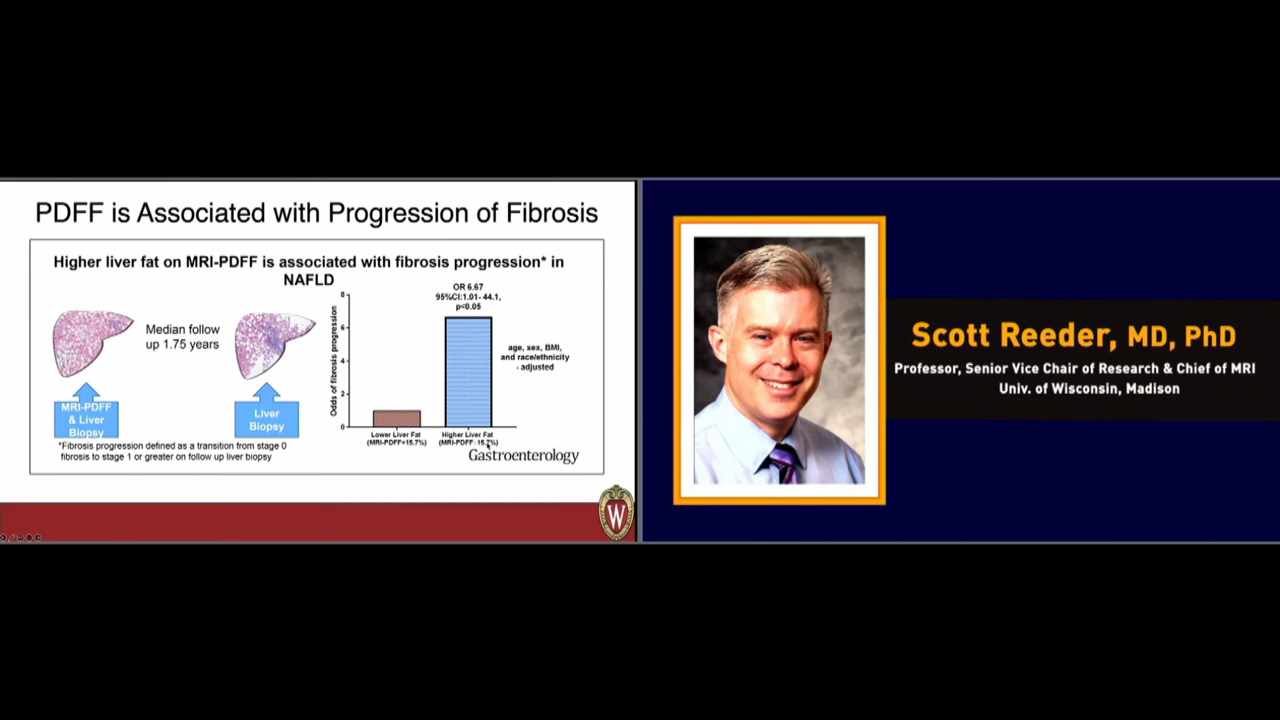 PDFF is Associated with Progression of Fibrosis
Higher liver fat on MRI-PDFF is associated with fibrosis progression* in
NAFLD
Median follow
up 1.75 years
MRI-PDFF
& Liver
Biopsy
Liver
Biopsy
*Fibrosis progression defined as a transition from stage 0
fibrosis to stage 1 or greater on follow up liver biopsy
Odds of fibrosis progression
8
6
4
2
0
OR 6.67
95%CI:1.01- 44.1,
p<0.05
age, sex, BMI,
and race/ethnicity
- adjusted
Lower Liver Fat
Higher Liver Fat
Gastroenterology
W
Scott Reeder, MD, PhD
Professor, Senior Vice Chair of Research & Chief of MRI
Univ. of Wisconsin, Madison